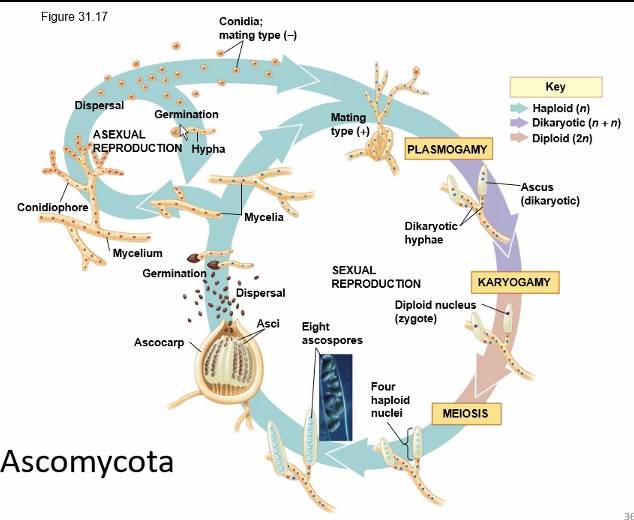 Figure 31.17
Conidia;
mating type (–)
Key
Haploid (n)
Dikaryotic (n + n)
Diploid (2n)
Dispersal
Germination
ASEXUAL
REPRODUCTION
Hypha
Mating
type (+)
PLASMOGAMY
Ascus
(dikaryotic)
Conidiophore
Mycelia
Dikaryotic
hyphae
Mycelium
Germination
SEXUAL
REPRODUCTION
KARYOGAMY
Dispersal
Diploid nucleus
(zygote)
Asci
Eight
ascospores
Ascocarp
Four
haploid
nuclei
MEIOSIS
Ascomycota
36